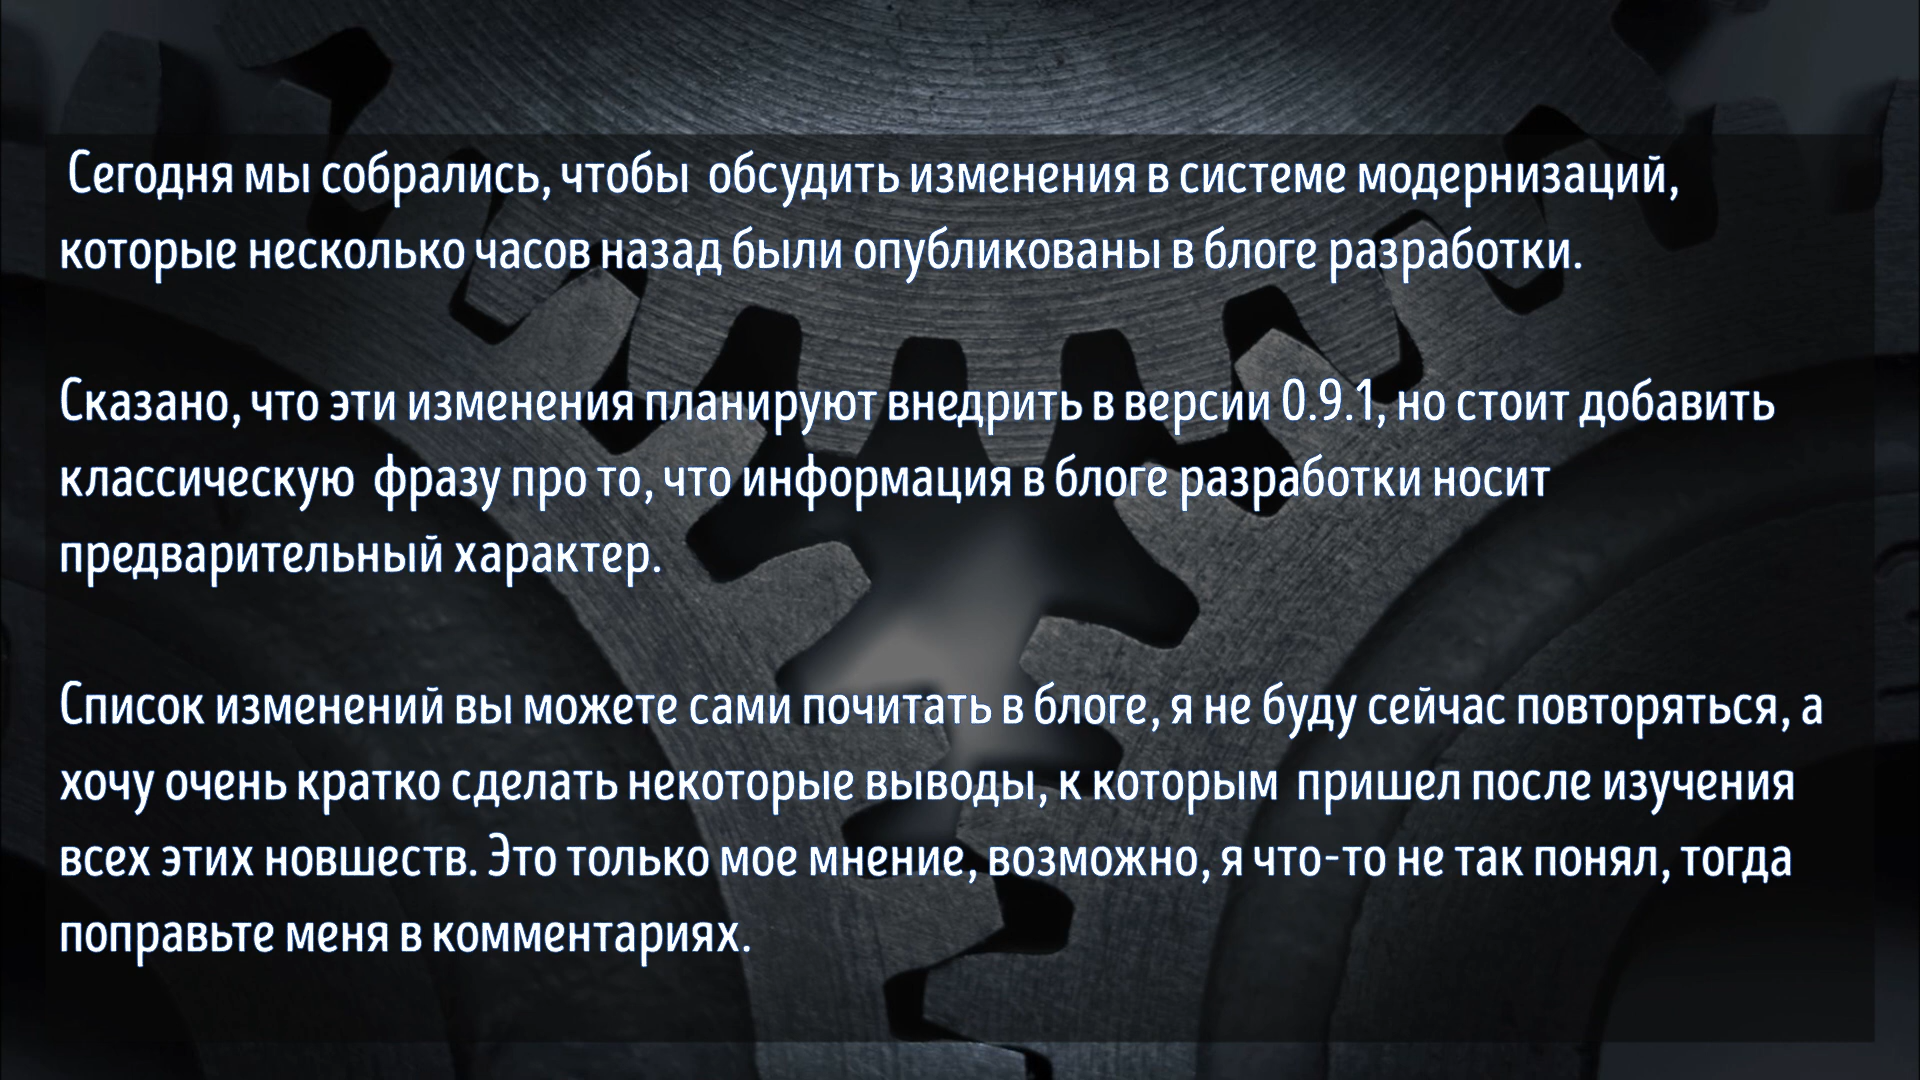 Сегодня мы собрались, чтобы обсудить изменения в системе модернизаций,
которые несколько часов назад были опубликованы в блоге разработки.
Сказано, что эти изменения планируют внедрить в версии 0.9.1, но стоит добавить
классическую фразу про то, что информация в блоге разработки носит
предварительный характер.
Список изменений вы можете сами почитать в блоге, я не буду сейчас повторяться, а
хочу очень кратко сделать некоторые выводы, к которым пришел после изучения
всех этих новшеств. Это только мое мнение, возможно, я что-то не так понял, тогда
поправьте меня в комментариях.